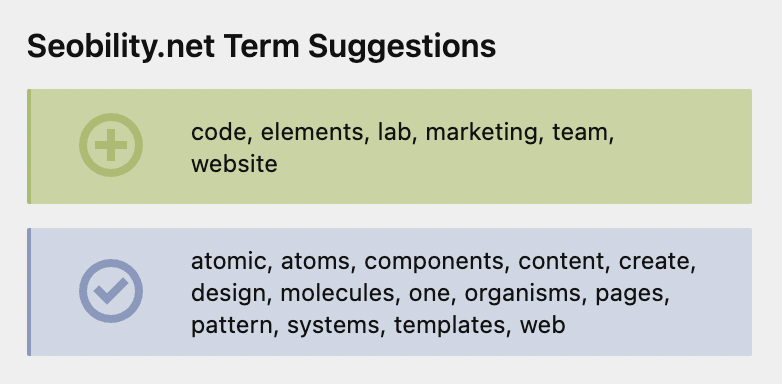 Seobility.net Term Suggestions
code, elements, lab, marketing, team,
website
atomic, atoms, components, content, create,
design, molecules, one, organisms, pages,
pattern, systems, templates, web